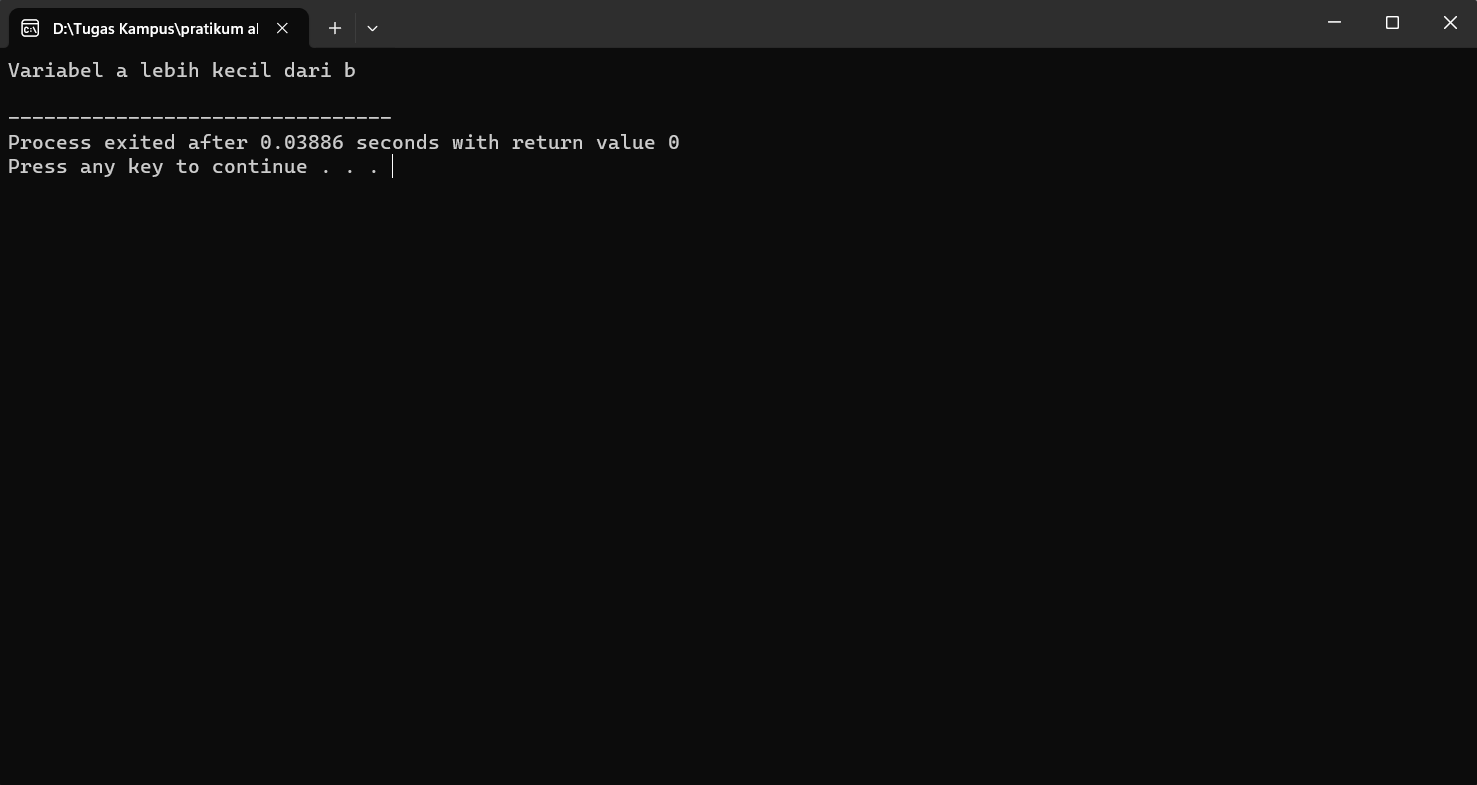 D:\Tugas Kampus\pratikum al
Variabel a lebih kecil dari b
--------------------------------
Process exited after 0.03886 seconds with return value 0
Press any key to continue . . .